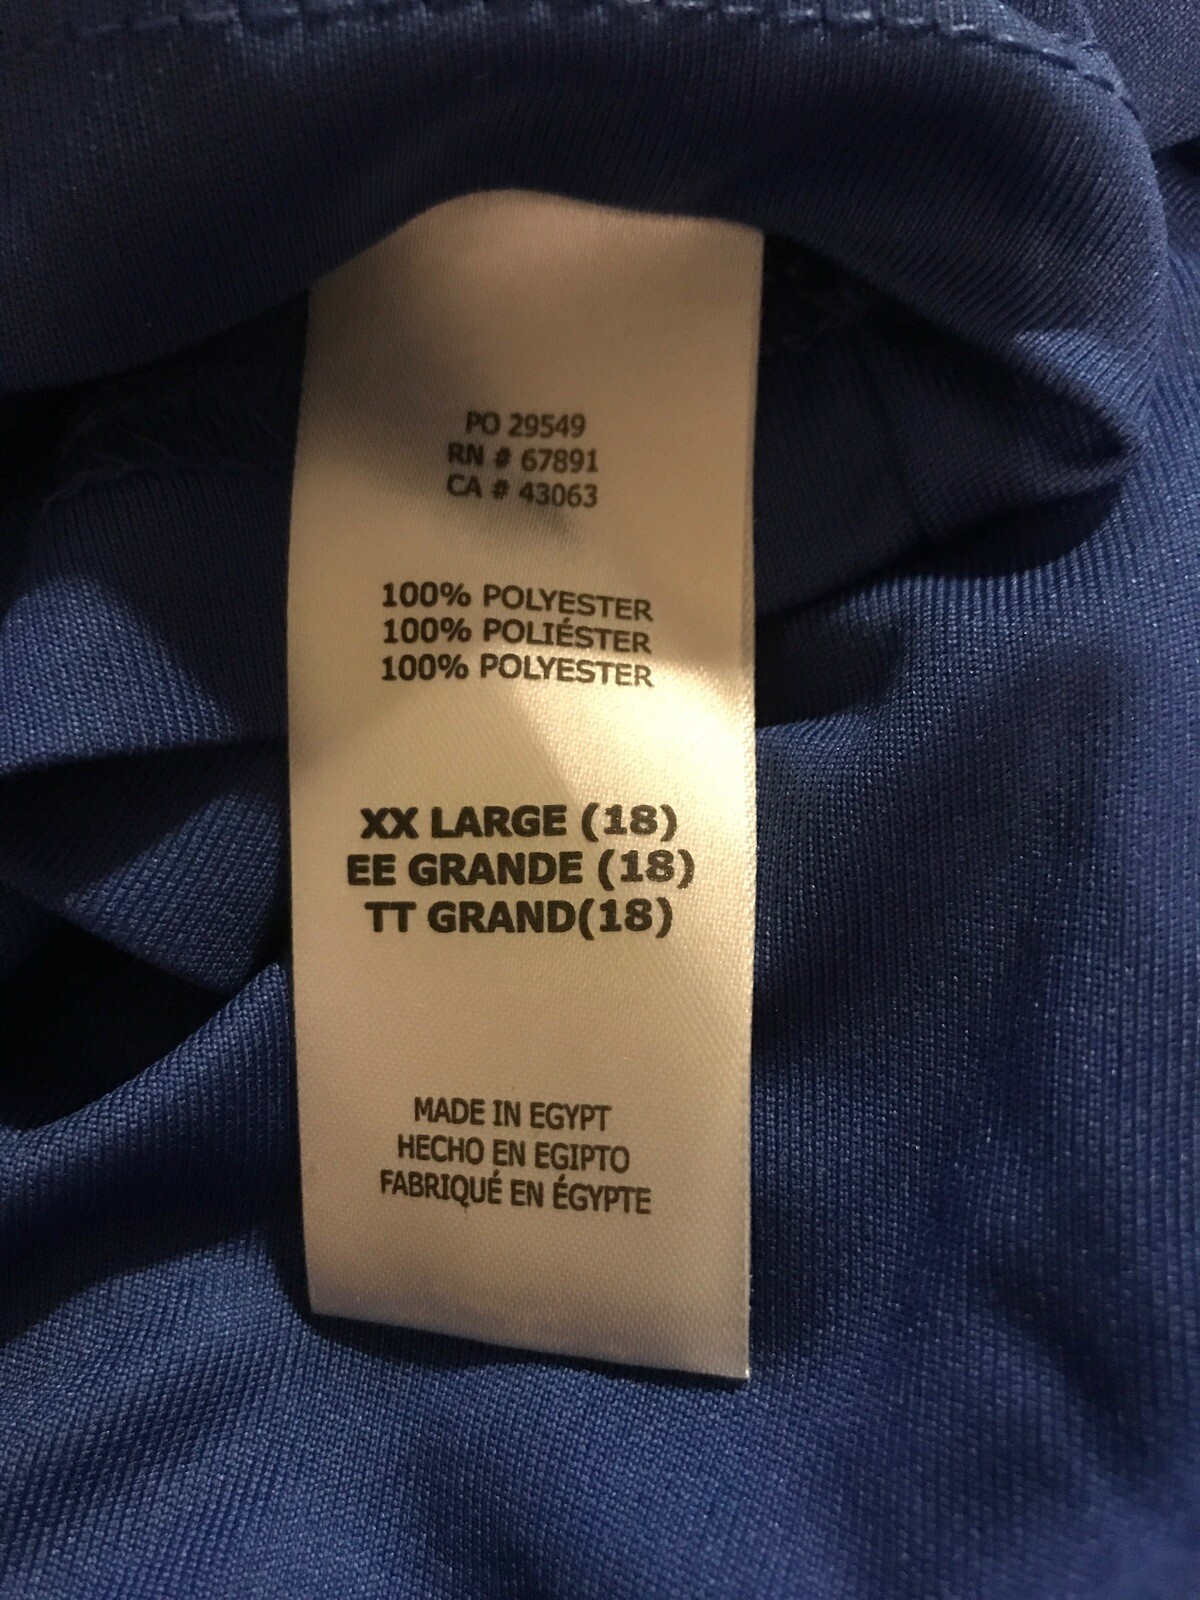 PO 29549
RN # 67891
CA # 43063
100% POLYESTER
100% POLIÉSTER
100% POLYESTER
XX LARGE (18)
EE GRANDE (18)
TT GRAND(18)
MADE IN EGYPT
HECHO EN EGIPTO
FABRIQUÉ EN ÉGYPTE